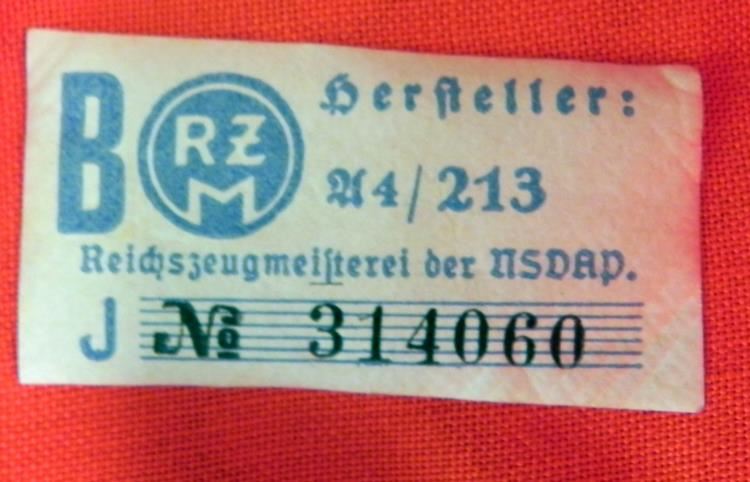 B RZM Hersteller:
A4/213
Reichszeugmeisterei der NSDAP.
J № 314060